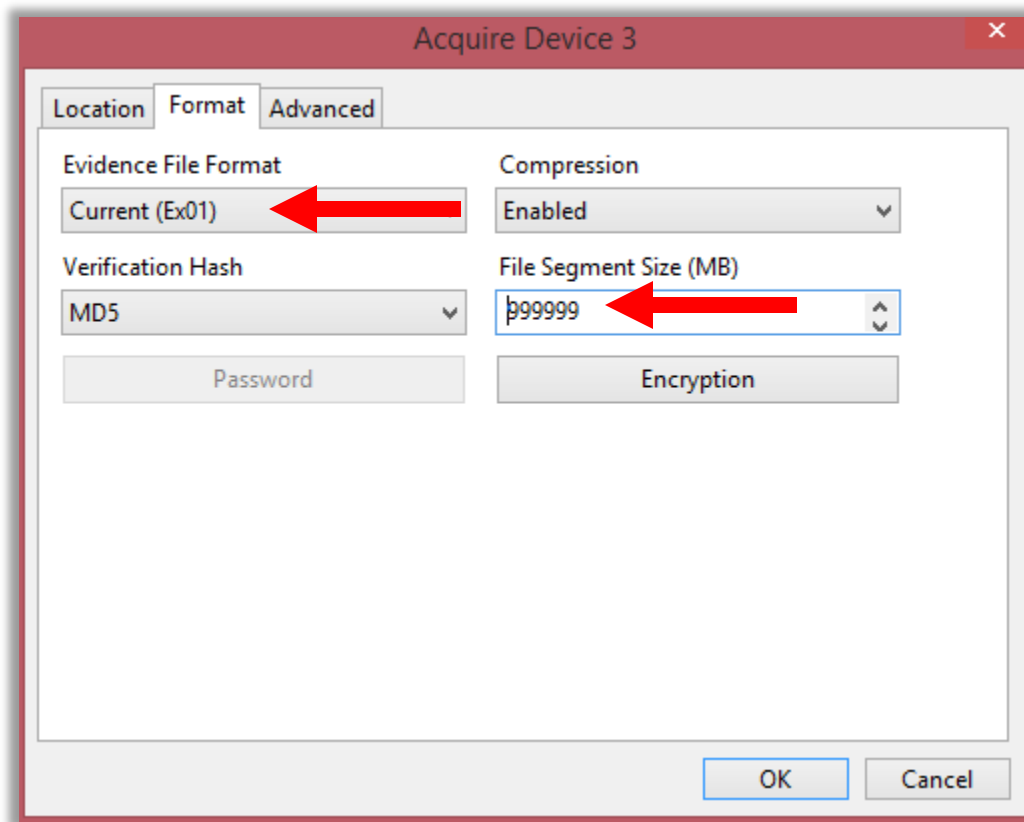 Acquire Device 3
Location Format Advanced
Evidence File Format Compression
Current (Ex01) Enabled
Verification Hash File Segment Size (MB)
MD5 999999
Password Encryption
OK Cancel